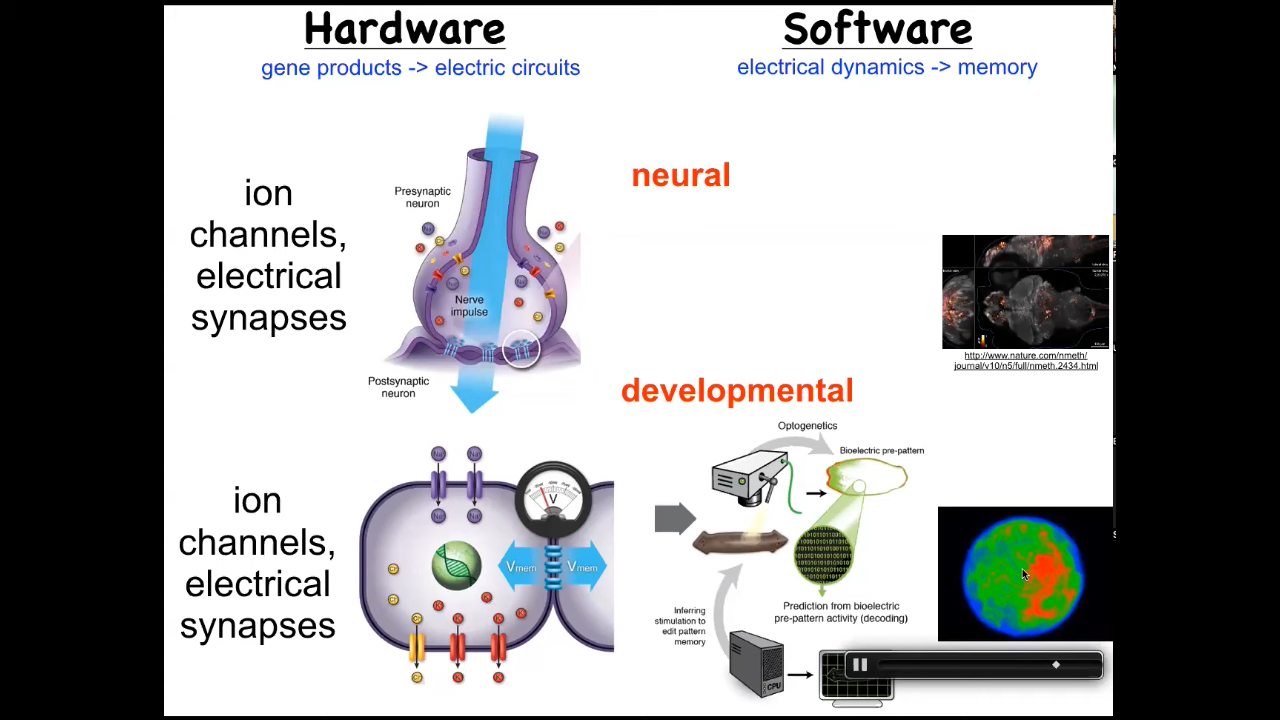 Hardware
gene products -> electric circuits
Software
electrical dynamics -> memory
ion
channels,
electrical
synapses
Presynaptic
neuron
Nerve
impulse
Postsynaptic
neuron
neural
http://www.nature.com/nmeth/
journal/v10/n5/full/nmeth.2434.html
developmental
ion
channels,
electrical
synapses
V
Vmem
Vmem
Optogenetics
Bioelectric pre-pattern
Prediction from bioelectric
pre-pattern activity (decoding)
Inferring
stimulation to
edit pattern
memory
CPU